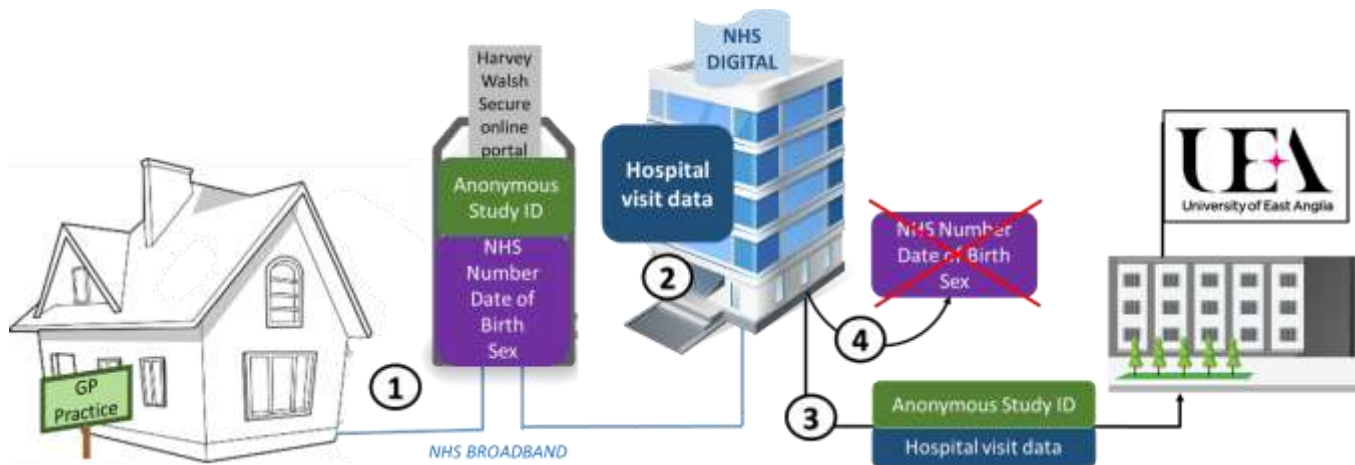 GP
Practice
1
NHS BROADBAND
Harvey
Walsh
Secure
online
portal
Anonymous
Study ID
NHS
Number
Date of
Birth
Sex
NHS
DIGITAL
Hospital
visit data
2
3
4
NHS Number
Date of Birth
Sex
Anonymous Study ID
Hospital visit data
UEA
University of East Anglia